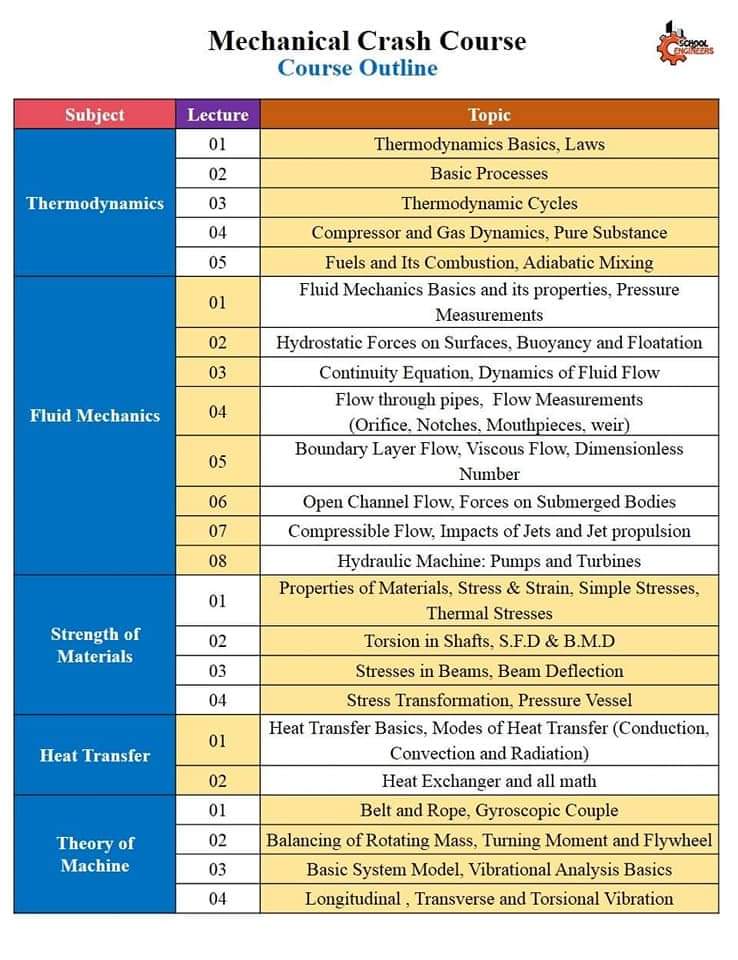 Mechanical Crash Course
Course Outline
SCHOOL
ENGINEERS
Subject Lecture Topic
Thermodynamics
01 Thermodynamics Basics, Laws
02 Basic Processes
03 Thermodynamic Cycles
04 Compressor and Gas Dynamics, Pure Substance
05 Fuels and Its Combustion, Adiabatic Mixing
Fluid Mechanics
01 Fluid Mechanics Basics and its properties, Pressure
Measurements
02 Hydrostatic Forces on Surfaces, Buoyancy and Floatation
03 Continuity Equation, Dynamics of Fluid Flow
04 Flow through pipes, Flow Measurements
(Orifice, Notches, Mouthpieces, weir)
05 Boundary Layer Flow, Viscous Flow, Dimensionless
Number
06 Open Channel Flow, Forces on Submerged Bodies
07 Compressible Flow, Impacts of Jets and Jet propulsion
08 Hydraulic Machine: Pumps and Turbines
Strength of
Materials
01 Properties of Materials, Stress & Strain, Simple Stresses,
Thermal Stresses
02 Torsion in Shafts, S.F.D & B.M.D
03 Stresses in Beams, Beam Deflection
04 Stress Transformation, Pressure Vessel
Heat Transfer
01 Heat Transfer Basics, Modes of Heat Transfer (Conduction,
Convection and Radiation)
02 Heat Exchanger and all math
Theory of
Machine
01 Belt and Rope, Gyroscopic Couple
02 Balancing of Rotating Mass, Turning Moment and Flywheel
03 Basic System Model, Vibrational Analysis Basics
04 Longitudinal , Transverse and Torsional Vibration